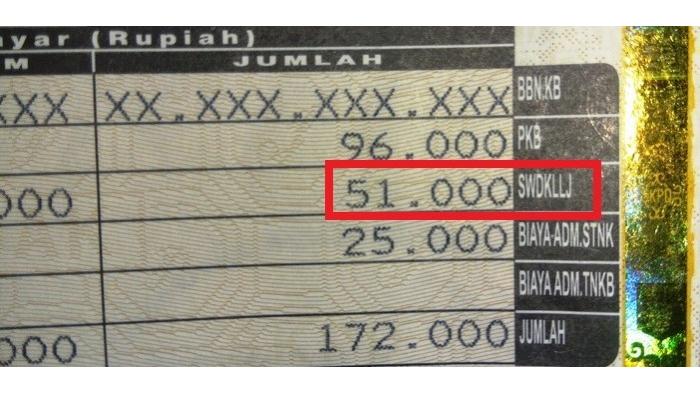 yar (Rupiah)
M JUMLAH
XXX XX.XXX.XXX.XXX BBN.KB
96.000 PKB
000 51.000 SWDKLLJ
25.000 BIAYA-ADM.STNK
BIAYA ADM.TNKB
000 172.000 JUMLAH